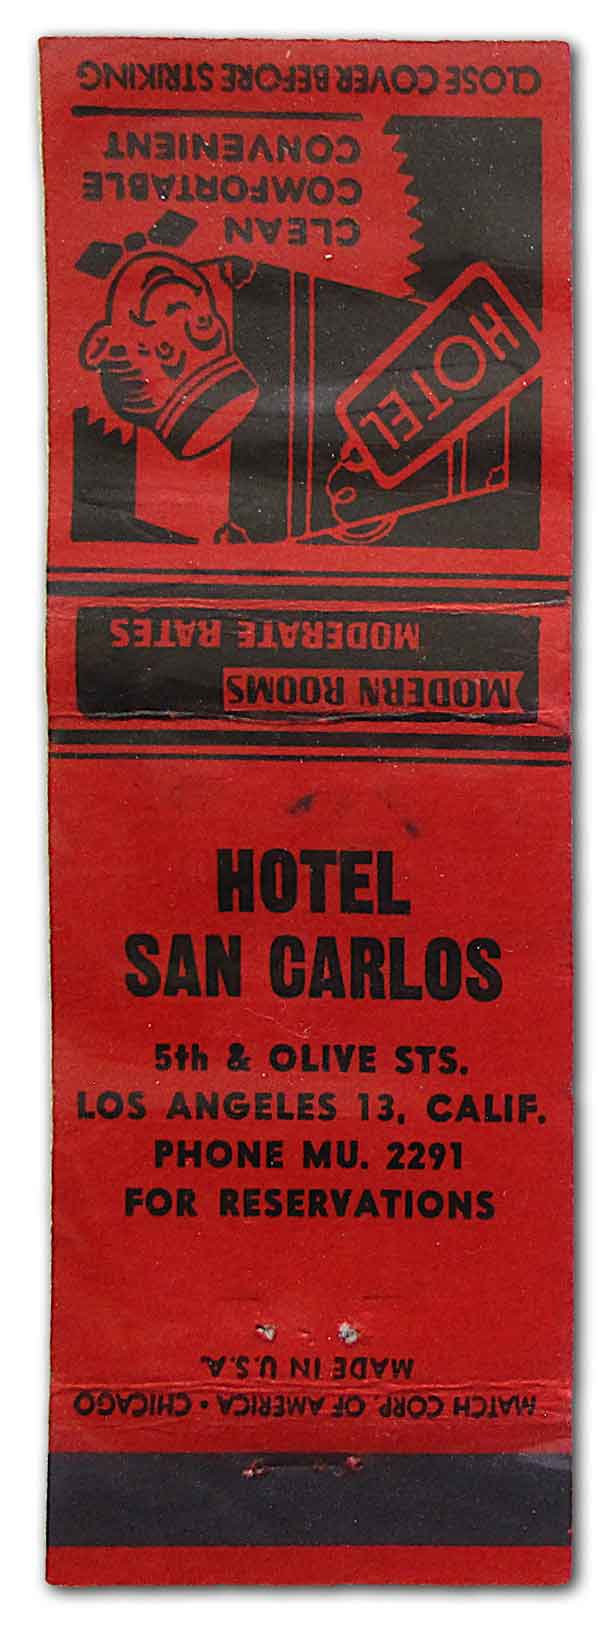 CLOSE COVER BEFORE STRIKING
CLEAN
COMFORTABLE
CONVENIENT
HOTEL
MODERN ROOMS
MODERATE RATES
HOTEL
SAN CARLOS
5th & OLIVE STS.
LOS ANGELES 13, CALIF.
PHONE MU. 2291
FOR RESERVATIONS
MATCH CORP. OF AMERICA • CHICAGO
MADE IN U.S.A.